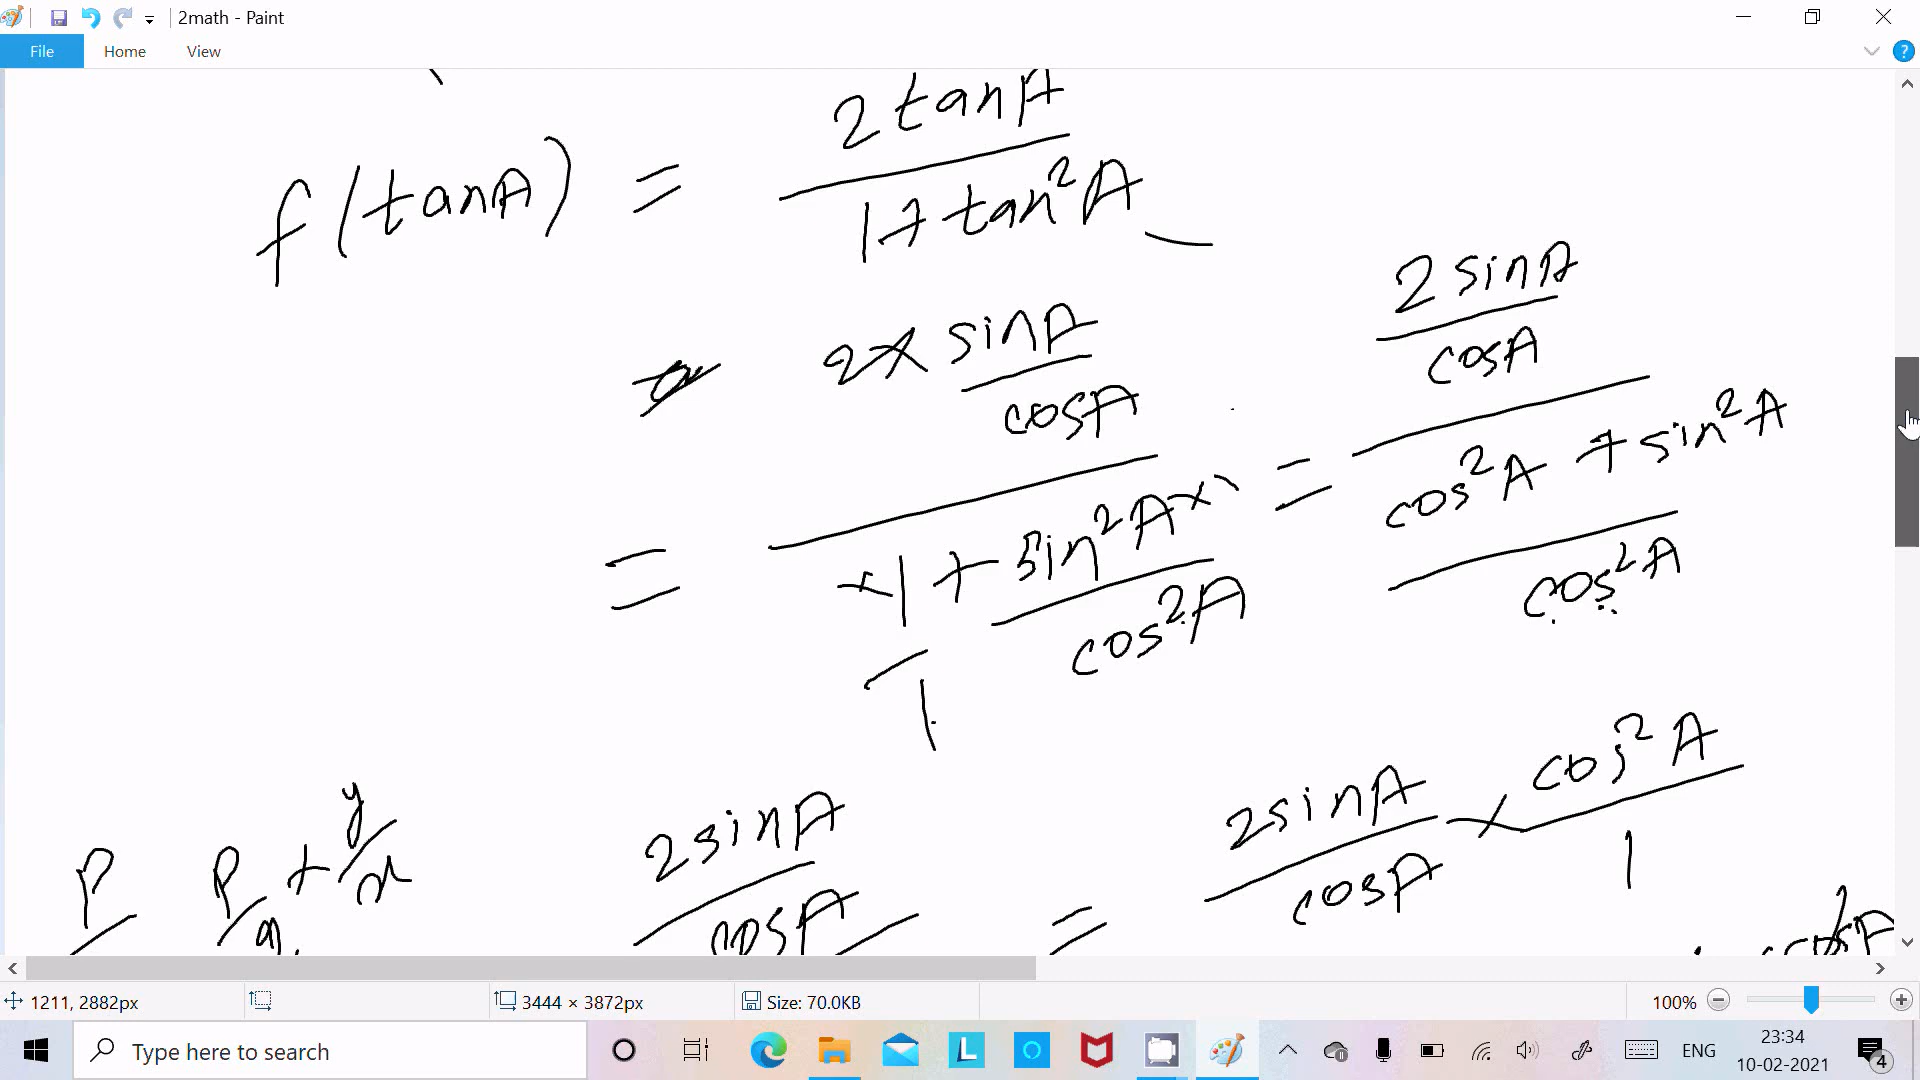 2math - Paint
File Home View
f(tanA) = 2tanA / 1+tan²A
2× sinA / cosA
= ×1 + sin²A× / cos²A
1
= 2sinA / cosA
cos²A + sin²A / cos²A
P P + y / x
2sinA / cosA
= 2sinA / cosA × cos²A / 1
1211, 2882px 3444 × 3872px Size: 70.0KB 100%
Type here to search
L
ENG
23:34
10-02-2021
4